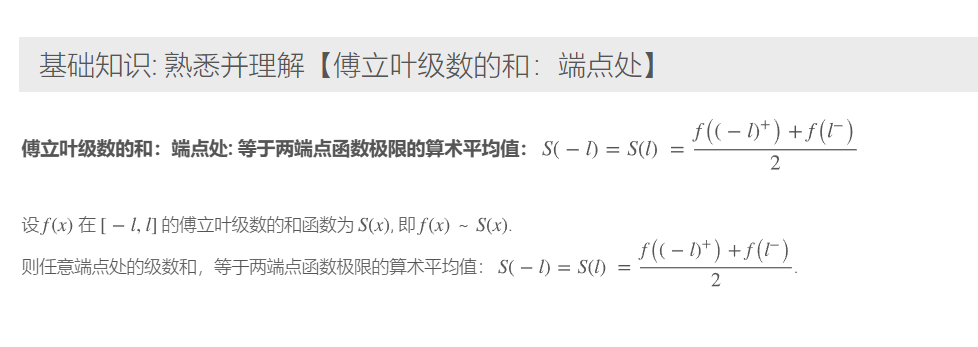 基础知识: 熟悉并理解【傅立叶级数的和：端点处】
傅立叶级数的和：端点处: 等于两端点函数极限的算术平均值： S( − l) = S(l) = \frac{f((−l)^+) + f(l^-)}{2}
设 f(x) 在 [ − l, l] 的傅立叶级数的和函数为 S(x), 即 f(x) ~ S(x).
则任意端点处的级数和，等于两端点函数极限的算术平均值： S( − l) = S(l) = \frac{f((−l)^+) + f(l^-)}{2}.